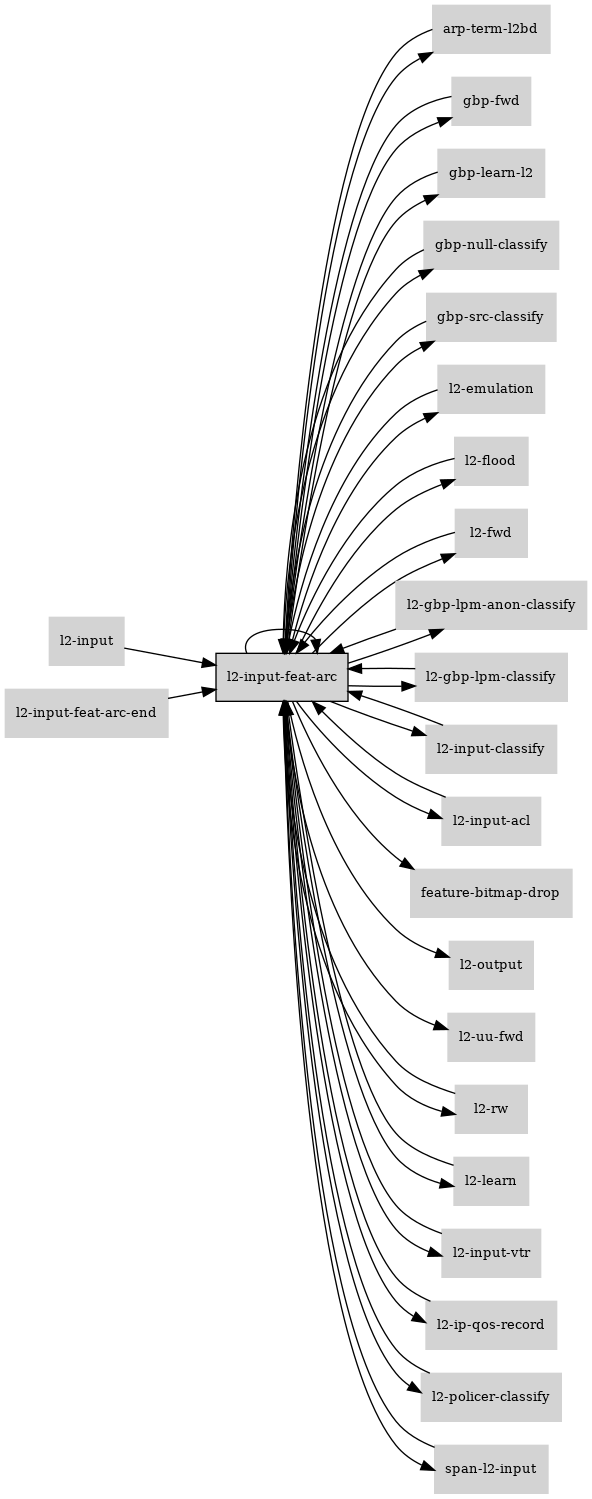 arp-term-l2bd
gbp-fwd
gbp-learn-l2
gbp-null-classify
gbp-src-classify
l2-emulation
l2-flood
l2-fwd
l2-gbp-lpm-anon-classify
l2-input
l2-input-feat-arc
l2-gbp-lpm-classify
l2-input-feat-arc-end
l2-input-classify
l2-input-acl
feature-bitmap-drop
l2-output
l2-uu-fwd
l2-rw
l2-learn
l2-input-vtr
l2-ip-qos-record
l2-policer-classify
span-l2-input